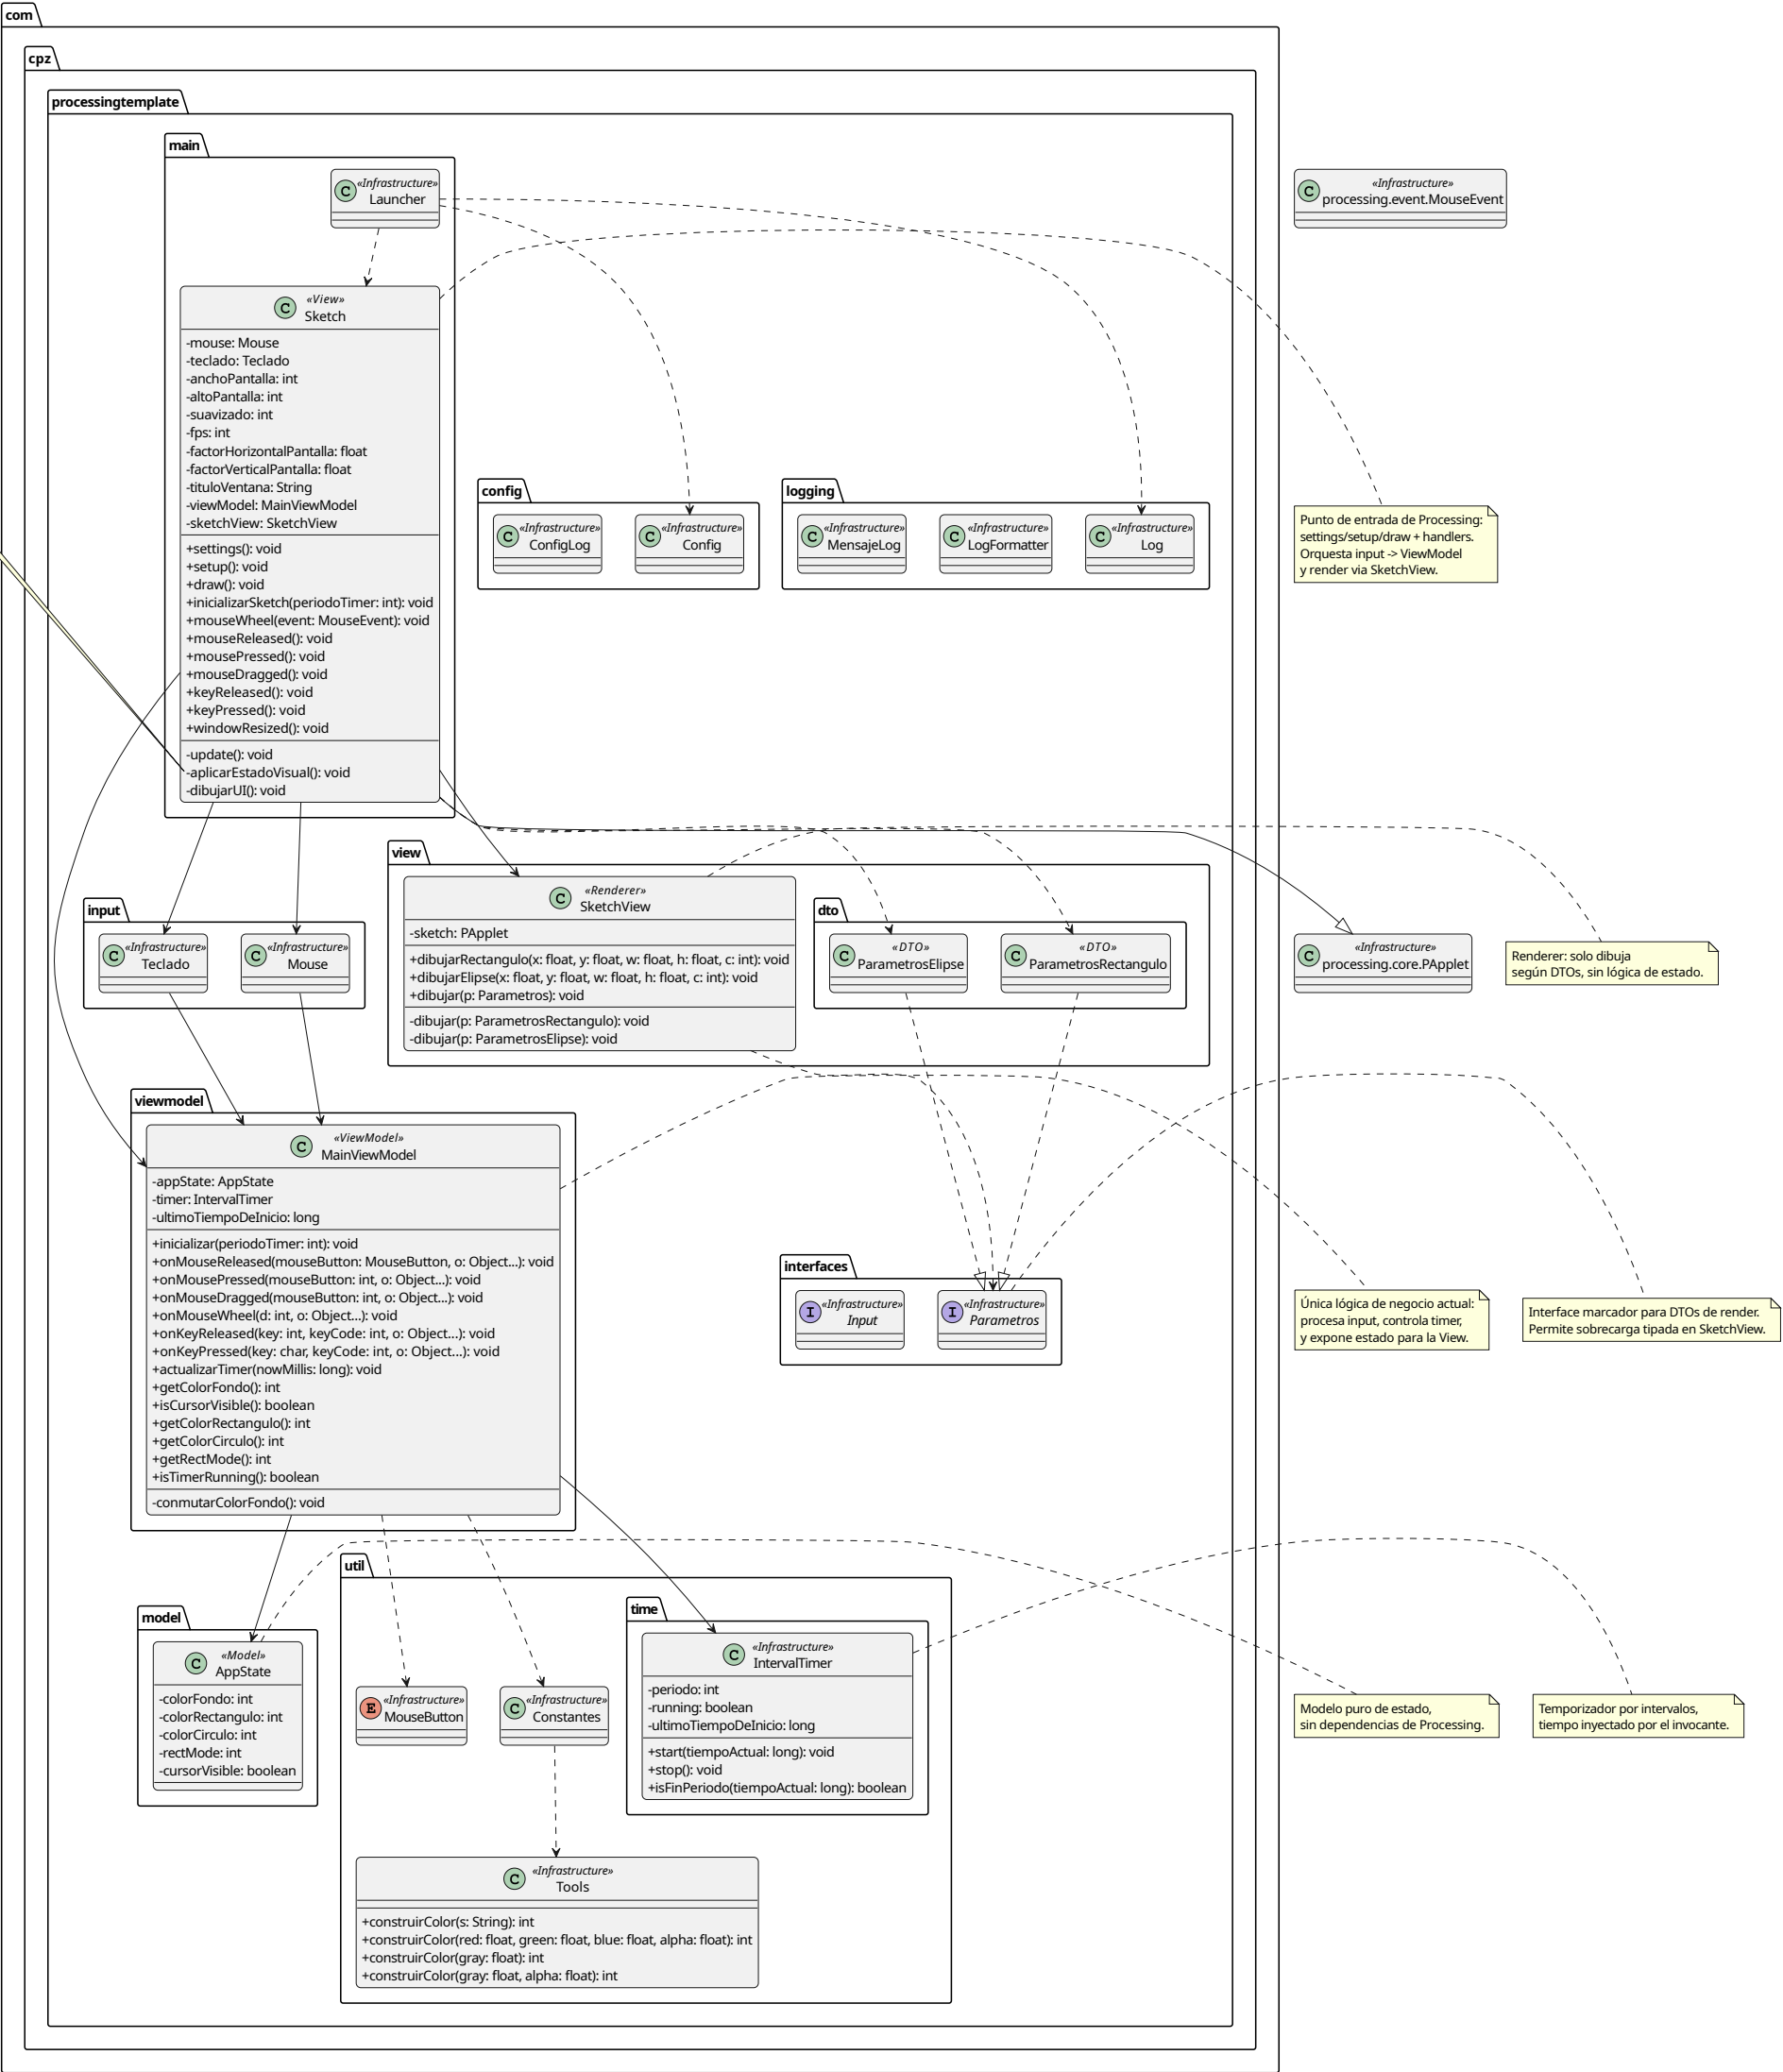 com
cpz
processingtemplate
main
«Infrastructure»
C Launcher
«Infrastructure»
C processing.event.MouseEvent
«View»
C Sketch
-mouse: Mouse
-teclado: Teclado
-anchoPantalla: int
-altoPantalla: int
-suavizado: int
-fps: int
-factorHorizontalPantalla: float
-factorVerticalPantalla: float
-tituloVentana: String
-viewModel: MainViewModel
-sketchView: SketchView
+settings(): void
+setup(): void
+draw(): void
+inicializarSketch(periodoTimer: int): void
+mouseWheel(event: MouseEvent): void
+mouseReleased(): void
+mousePressed(): void
+mouseDragged(): void
+keyReleased(): void
+keyPressed(): void
+windowResized(): void
-update(): void
-aplicarEstadoVisual(): void
-dibujarUI(): void
config
«Infrastructure»
C ConfigLog
«Infrastructure»
C Config
logging
«Infrastructure»
C MensajeLog
«Infrastructure»
C LogFormatter
«Infrastructure»
C Log
Punto de entrada de Processing:
settings/setup/draw + handlers.
Orquesta input -> ViewModel
y render via SketchView.
input
«Infrastructure»
C Teclado
«Infrastructure»
C Mouse
view
«Renderer»
C SketchView
-sketch: PApplet
+dibujarRectangulo(x: float, y: float, w: float, h: float, c: int): void
+dibujarElipse(x: float, y: float, w: float, h: float, c: int): void
+dibujar(p: Parametros): void
-dibujar(p: ParametrosRectangulo): void
-dibujar(p: ParametrosElipse): void
dto
«DTO»
C ParametrosElipse
«DTO»
C ParametrosRectangulo
«Infrastructure»
C processing.core.PApplet
Renderer: solo dibuja
según DTOs, sin lógica de estado.
viewmodel
«ViewModel»
C MainViewModel
-appState: AppState
-timer: IntervalTimer
-ultimoTiempoDeInicio: long
+inicializar(periodoTimer: int): void
+onMouseReleased(mouseButton: MouseButton, o: Object...): void
+onMousePressed(mouseButton: int, o: Object...): void
+onMouseDragged(mouseButton: int, o: Object...): void
+onMouseWheel(d: int, o: Object...): void
+onKeyReleased(key: int, keyCode: int, o: Object...): void
+onKeyPressed(key: char, keyCode: int, o: Object...): void
+actualizarTimer(nowMillis: long): void
+getColorFondo(): int
+isCursorVisible(): boolean
+getColorRectangulo(): int
+getColorCirculo(): int
+getRectMode(): int
+isTimerRunning(): boolean
-conmutarColorFondo(): void
interfaces
«Infrastructure»
I Input
«Infrastructure»
I Parametros
Única lógica de negocio actual:
procesa input, controla timer,
y expone estado para la View.
Interface marcador para DTOs de render.
Permite sobrecarga tipada en SketchView.
model
«Model»
C AppState
-colorFondo: int
-colorRectangulo: int
-colorCirculo: int
-rectMode: int
-cursorVisible: boolean
util
«Infrastructure»
E MouseButton
«Infrastructure»
C Constantes
time
«Infrastructure»
C IntervalTimer
-periodo: int
-running: boolean
-ultimoTiempoDeInicio: long
+start(tiempoActual: long): void
+stop(): void
+isFinPeriodo(tiempoActual: long): boolean
Modelo puro de estado,
sin dependencias de Processing.
Temporizador por intervalos,
tiempo inyectado por el invocante.
«Infrastructure»
C Tools
+construirColor(s: String): int
+construirColor(red: float, green: float, blue: float, alpha: float): int
+construirColor(gray: float): int
+construirColor(gray: float, alpha: float): int